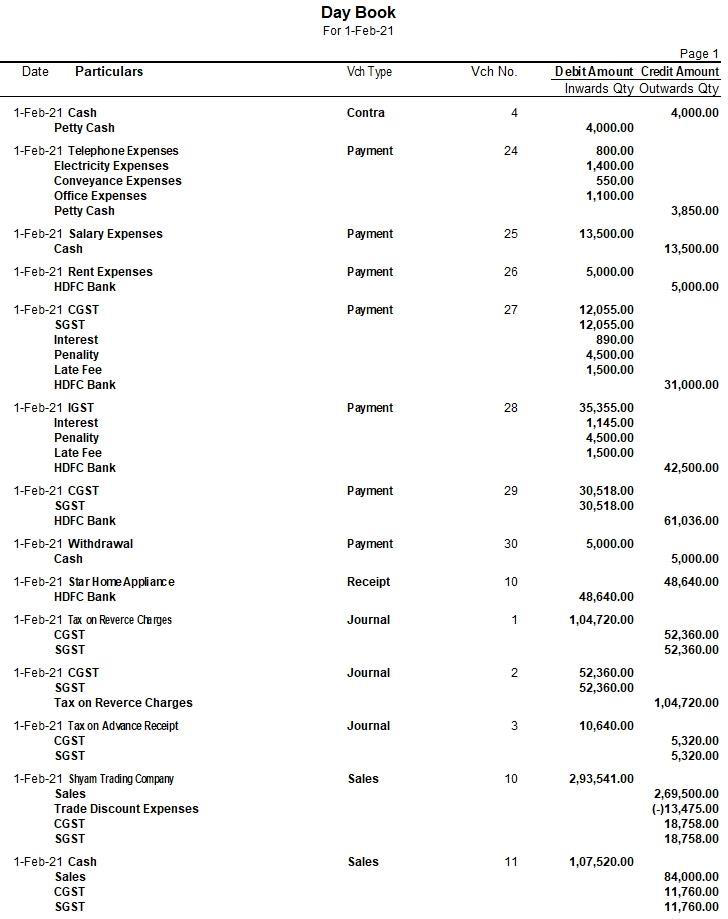 Day Book
For 1-Feb-21
Page 1
Date Particulars Vch Type Vch No. Debit Amount Credit Amount
Inwards Qty Outwards Qty
1-Feb-21 Cash Contra 4 4,000.00
Petty Cash 4,000.00
1-Feb-21 Telephone Expenses Payment 24 800.00
Electricity Expenses 1,400.00
Conveyance Expenses 550.00
Office Expenses 1,100.00
Petty Cash 3,850.00
1-Feb-21 Salary Expenses Payment 25 13,500.00
Cash 13,500.00
1-Feb-21 Rent Expenses Payment 26 5,000.00
HDFC Bank 5,000.00
1-Feb-21 CGST Payment 27 12,055.00
SGST 12,055.00
Interest 890.00
Penality 4,500.00
Late Fee 1,500.00
HDFC Bank 31,000.00
1-Feb-21 IGST Payment 28 35,355.00
Interest 1,145.00
Penality 4,500.00
Late Fee 1,500.00
HDFC Bank 42,500.00
1-Feb-21 CGST Payment 29 30,518.00
SGST 30,518.00
HDFC Bank 61,036.00
1-Feb-21 Withdrawal Payment 30 5,000.00
Cash 5,000.00
1-Feb-21 Star Home Appliance Receipt 10 48,640.00
HDFC Bank 48,640.00
1-Feb-21 Tax on Reverce Charges Journal 1 1,04,720.00
CGST 52,360.00
SGST 52,360.00
1-Feb-21 CGST Journal 2 52,360.00
SGST 52,360.00
Tax on Reverce Charges 1,04,720.00
1-Feb-21 Tax on Advance Receipt Journal 3 10,640.00
CGST 5,320.00
SGST 5,320.00
1-Feb-21 Shyam Trading Company Sales 10 2,93,541.00
Sales 2,69,500.00
Trade Discount Expenses (-)13,475.00
CGST 18,758.00
SGST 18,758.00
1-Feb-21 Cash Sales 11 1,07,520.00
Sales 84,000.00
CGST 11,760.00
SGST 11,760.00